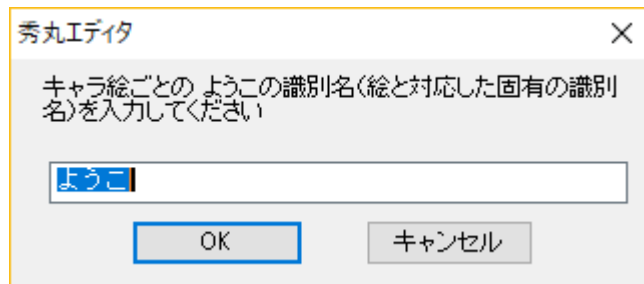 秀丸エディタ
キャラ絵ごとの ようこの識別名(絵と対応した固有の識別
名)を入力してください
ようこ
OK キャンセル